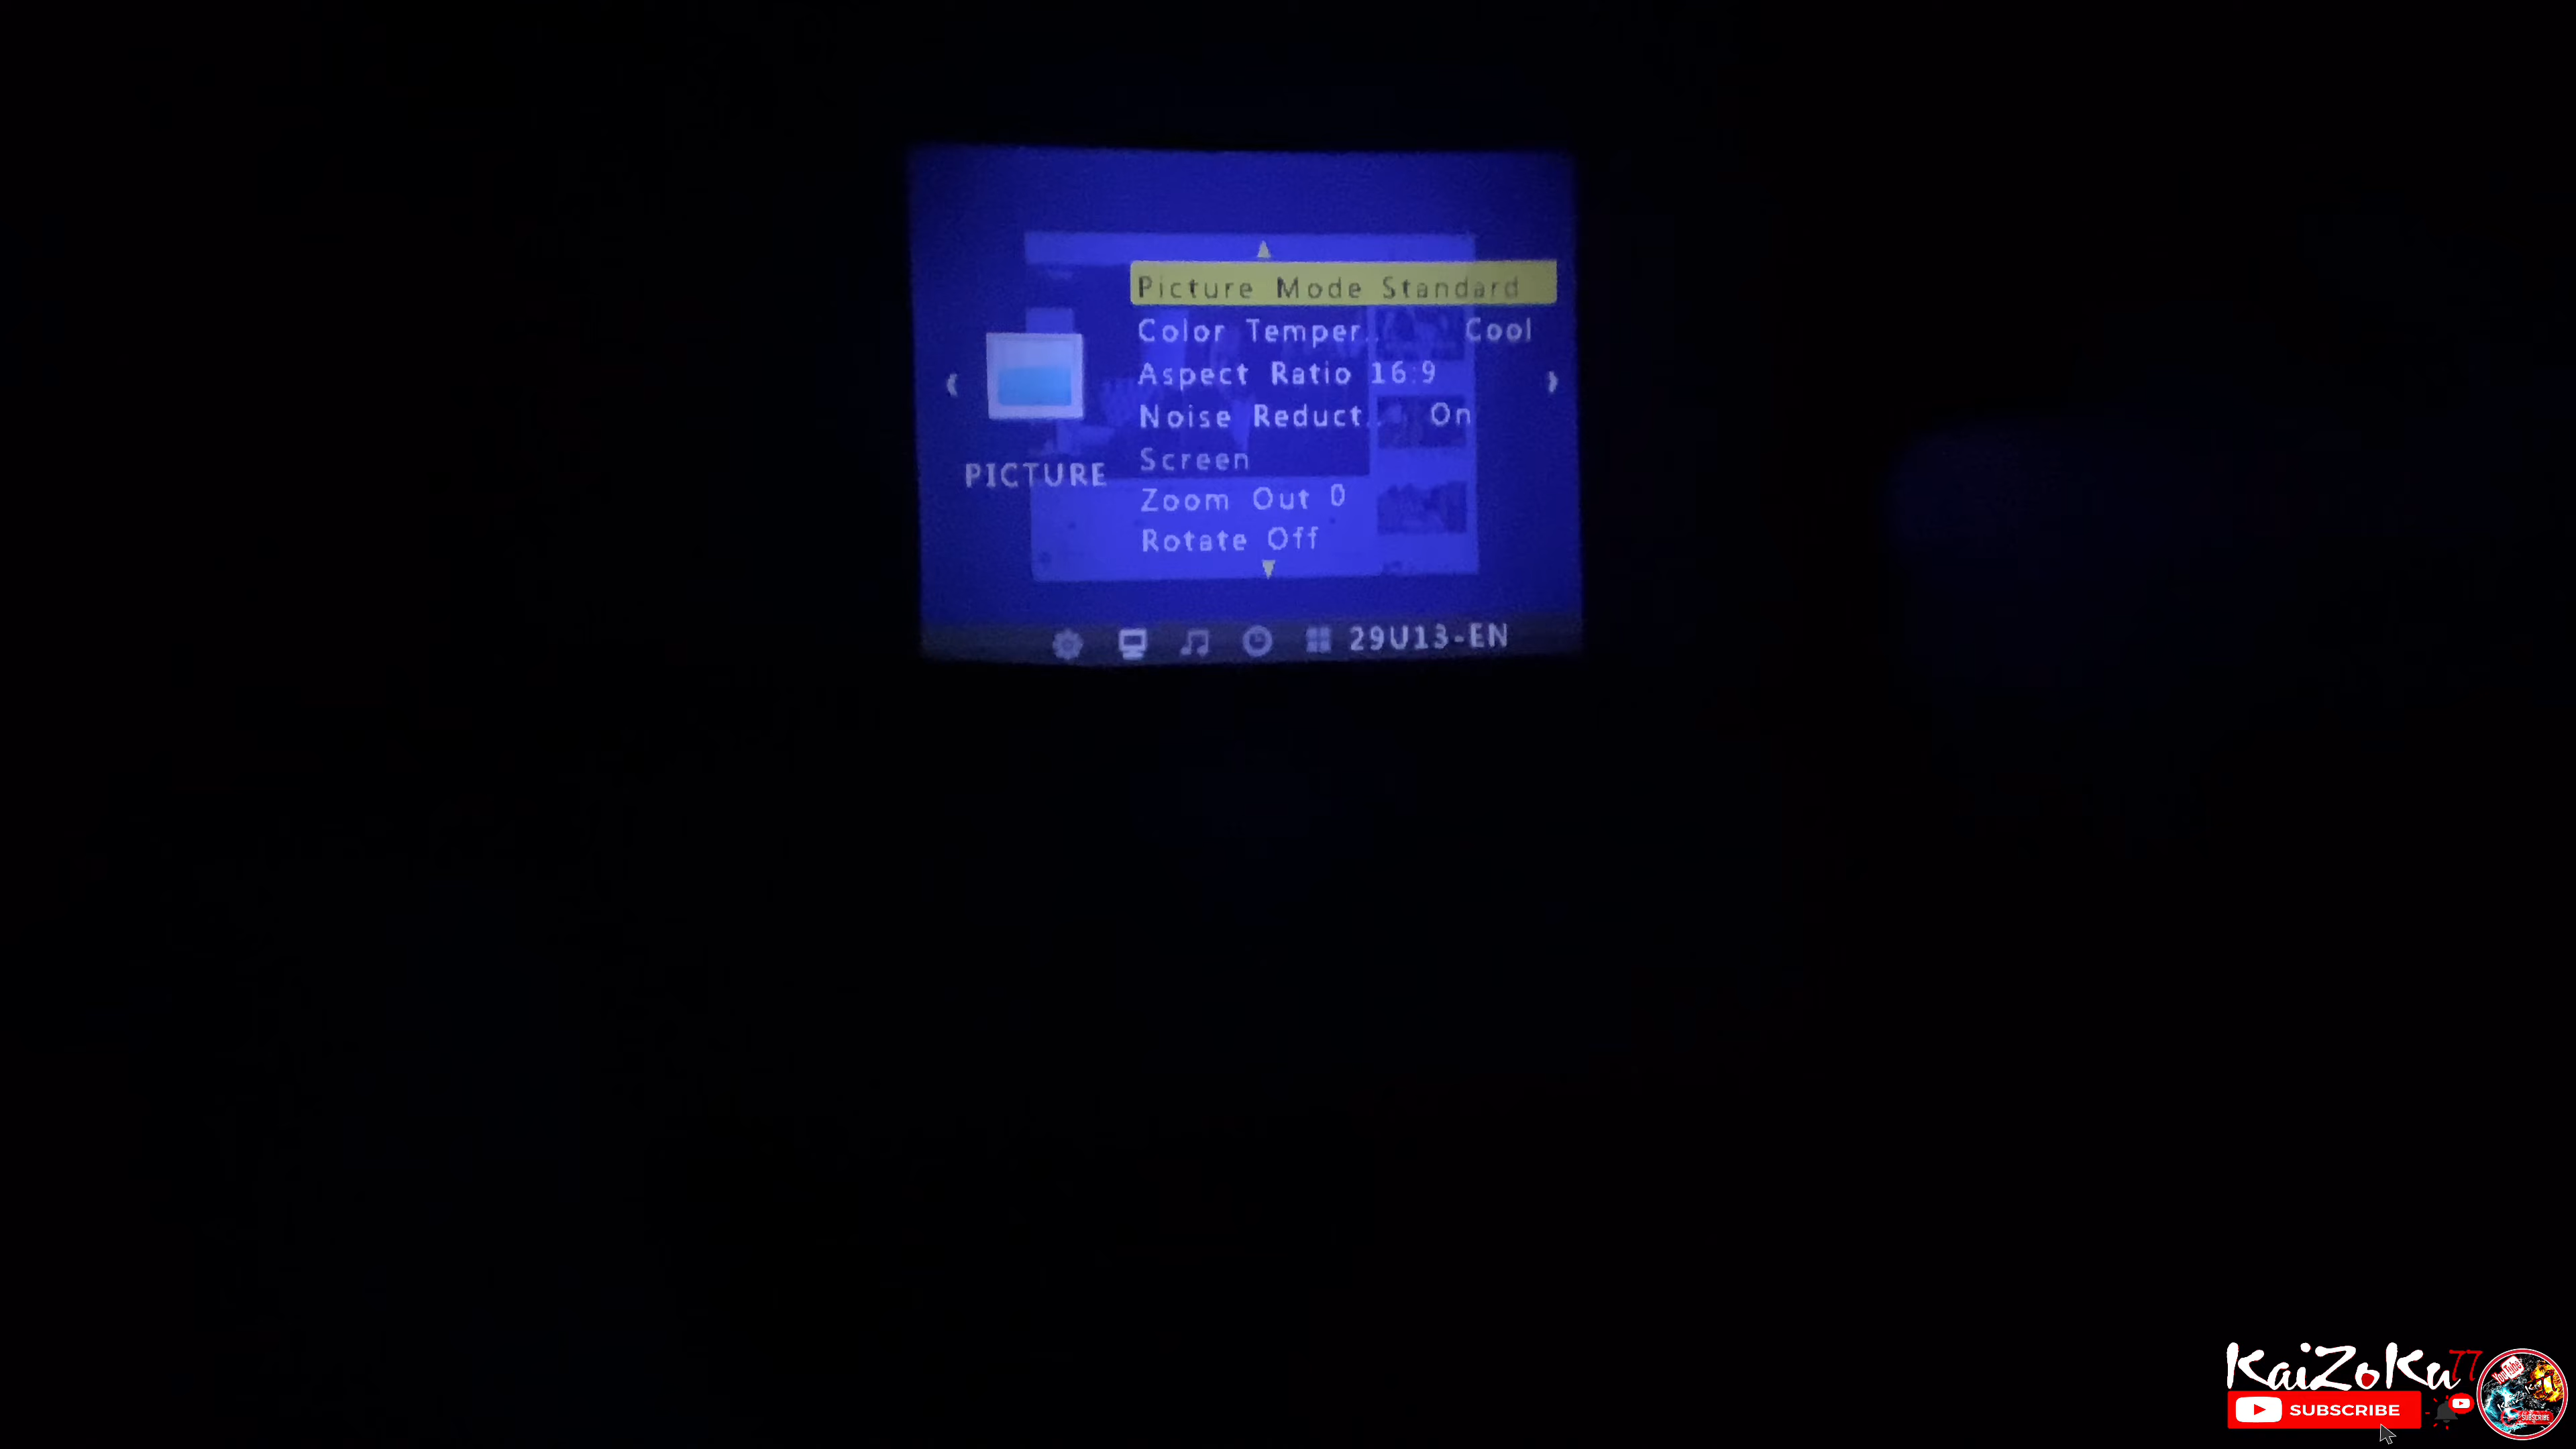 Picture Mode Standard
Color Temper.. Cool
Aspect Ratio 16:9
Noise Reduct.. On
Screen
PICTURE
Zoom Out 0
Rotate Off
29U13-EN
KaiZoKu77
SUBSCRIBE